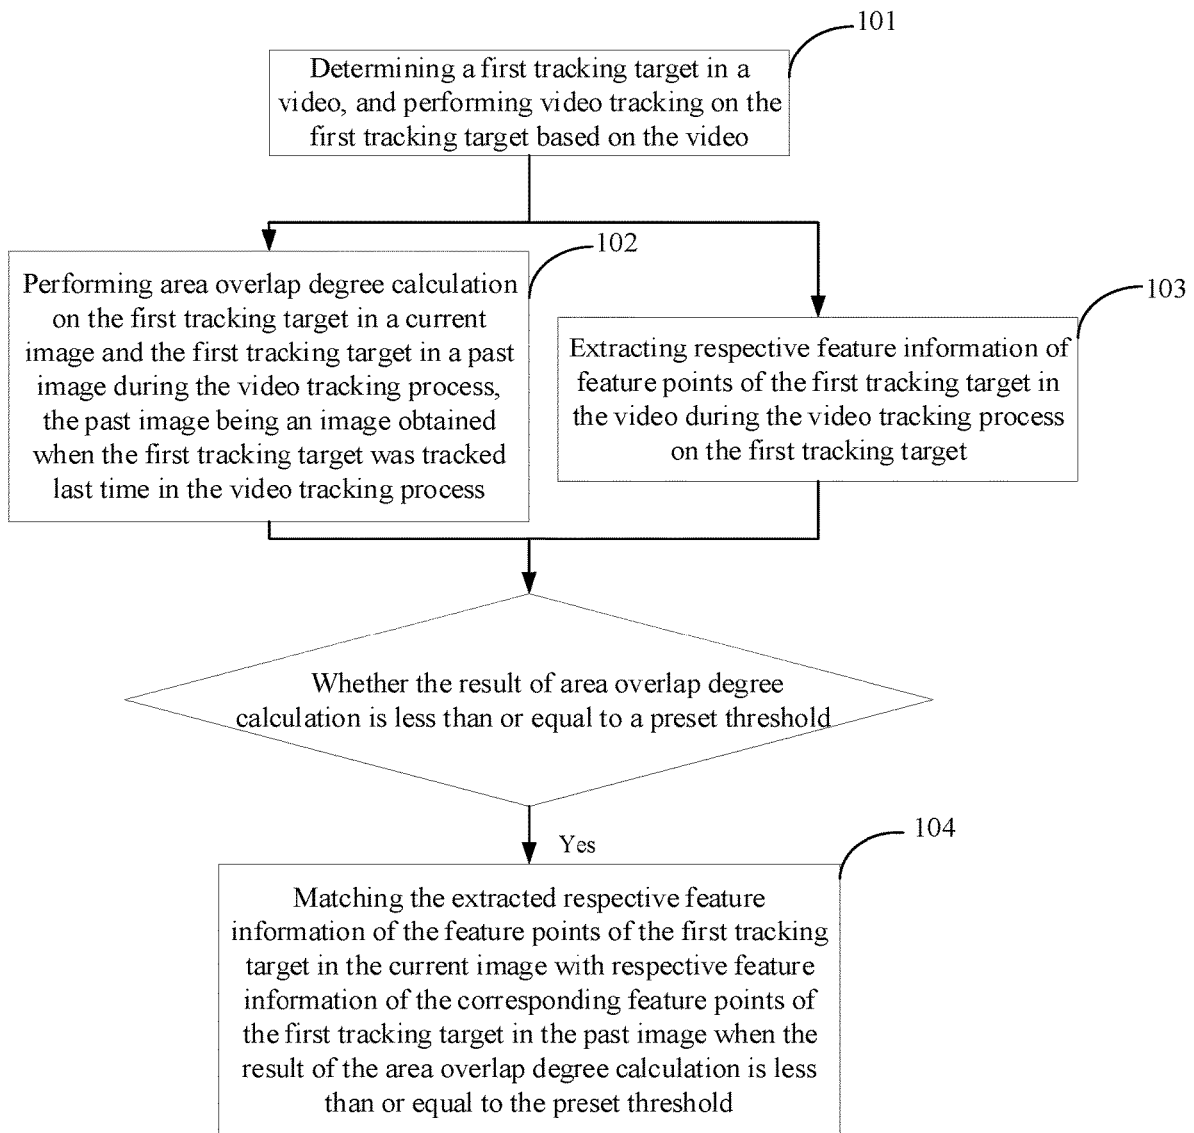 101
Determining a first tracking target in a
video, and performing video tracking on the
first tracking target based on the video
102
Performing area overlap degree calculation
on the first tracking target in a current
image and the first tracking target in a past
image during the video tracking process,
the past image being an image obtained
when the first tracking target was tracked
last time in the video tracking process
103
Extracting respective feature information of
feature points of the first tracking target in
the video during the video tracking process
on the first tracking target
Whether the result of area overlap degree
calculation is less than or equal to a preset threshold
Yes
104
Matching the extracted respective feature
information of the feature points of the first tracking
target in the current image with respective feature
information of the corresponding feature points of
the first tracking target in the past image when the
result of the area overlap degree calculation is less
than or equal to the preset threshold